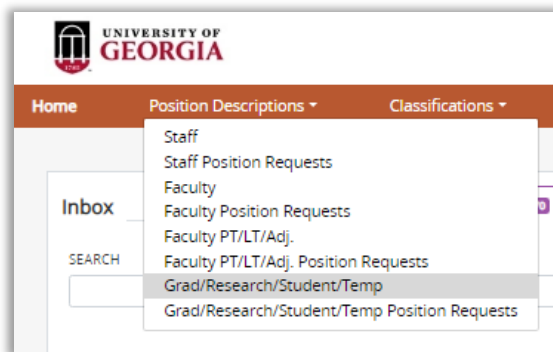 UNIVERSITY OF
GEORGIA
1785
Home Position Descriptions Classifications
Staff
Staff Position Requests
Faculty
Inbox
Faculty Position Requests
Faculty PT/LT/Adj.
SEARCH
Faculty PT/LT/Adj. Position Requests
Grad/Research/Student/Temp
Grad/Research/Student/Temp Position Requests